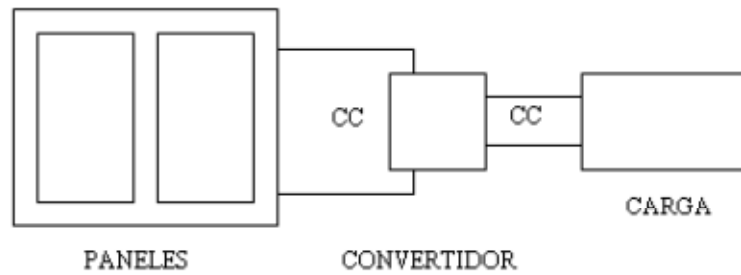 CC
CC
CARGA
PANELES
CONVERTIDOR